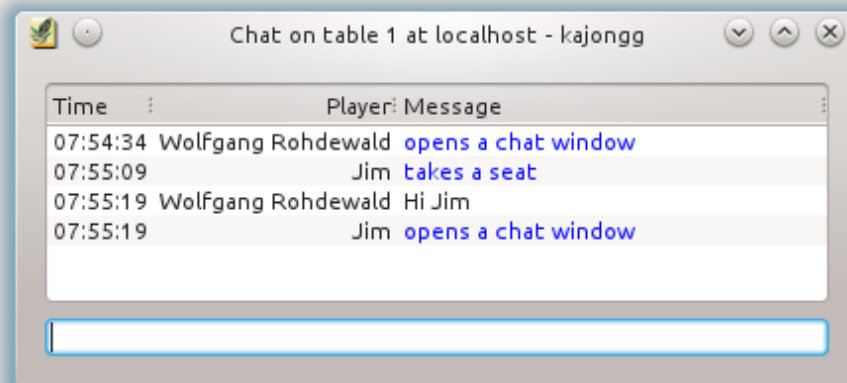 Chat on table 1 at localhost - kajongg
Time Player Message
07:54:34 Wolfgang Rohdewald opens a chat window
07:55:09 Jim takes a seat
07:55:19 Wolfgang Rohdewald Hi Jim
07:55:19 Jim opens a chat window